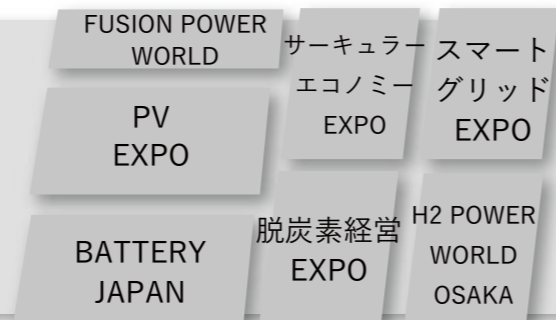 FUSION POWER
WORLD
サーキュラー
エコノミー
EXPO
スマート
グリッド
EXPO
PV
EXPO
BATTERY
JAPAN
脱炭素経営
EXPO
H2 POWER
WORLD
OSAKA